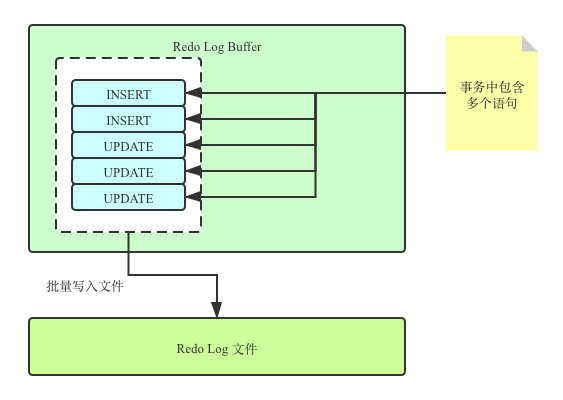 Redo Log Buffer
INSERT
INSERT
UPDATE
UPDATE
UPDATE
事务中包含
多个语句
批量写入文件
Redo Log 文件